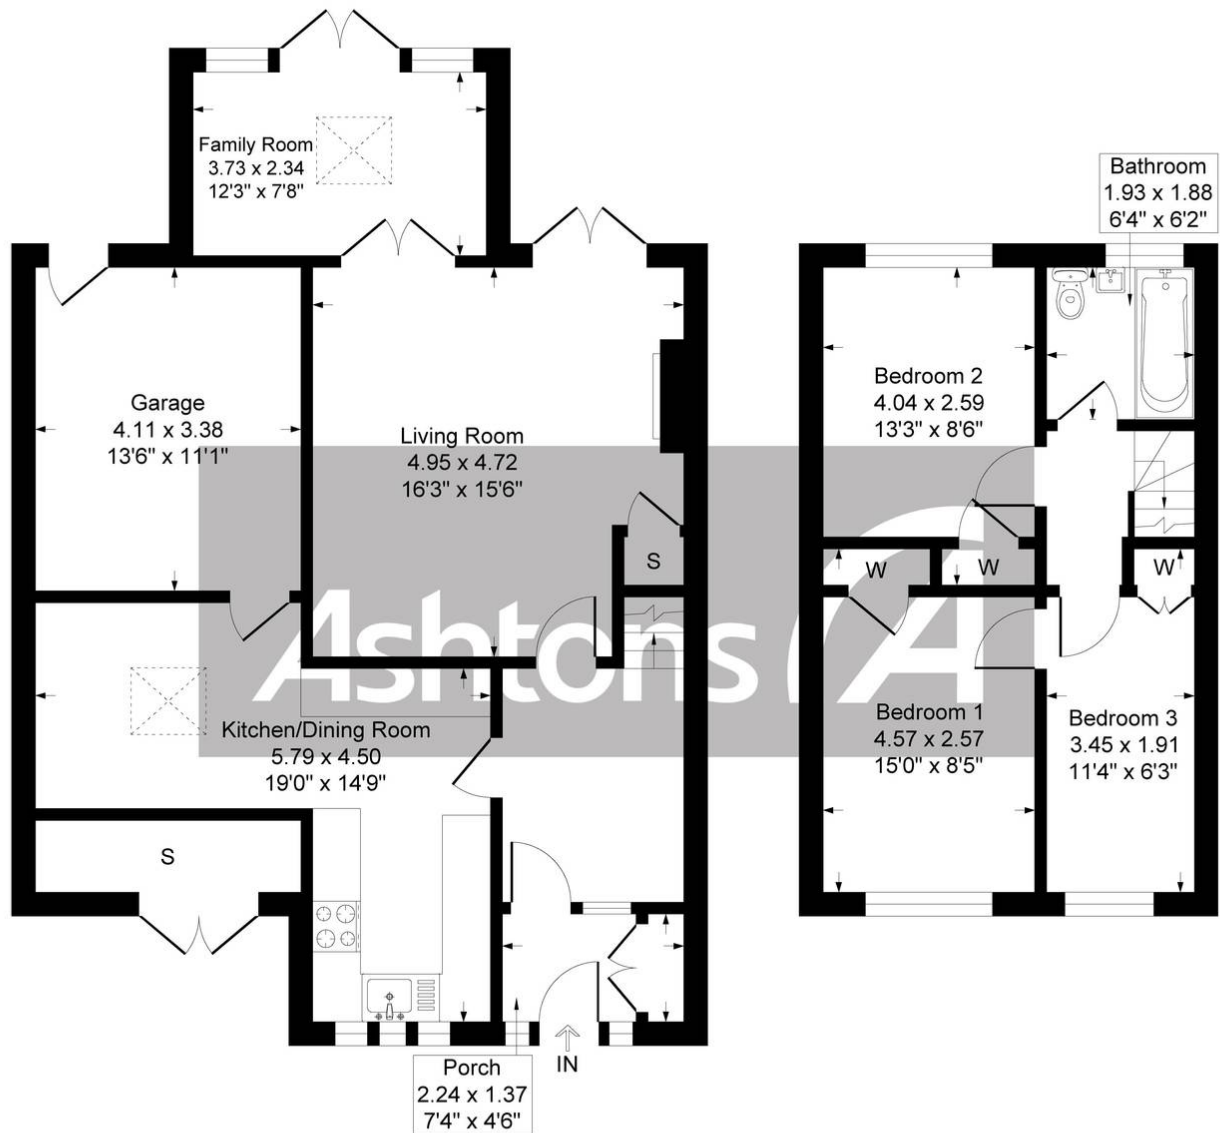 Family Room
3.73 x 2.34
12'3" x 7'8"
Bathroom
1.93 x 1.88
6'4" x 6'2"
Garage
4.11 x 3.38
13'6" x 11'1"
Living Room
4.95 x 4.72
16'3" x 15'6"
S
Bedroom 2
4.04 x 2.59
13'3" x 8'6"
W
W
W
Ashtons
Kitchen/Dining Room
5.79 x 4.50
19'0" x 14'9"
Bedroom 1
4.57 x 2.57
15'0" x 8'5"
Bedroom 3
3.45 x 1.91
11'4" x 6'3"
S
IN
Porch
2.24 x 1.37
7'4" x 4'6"